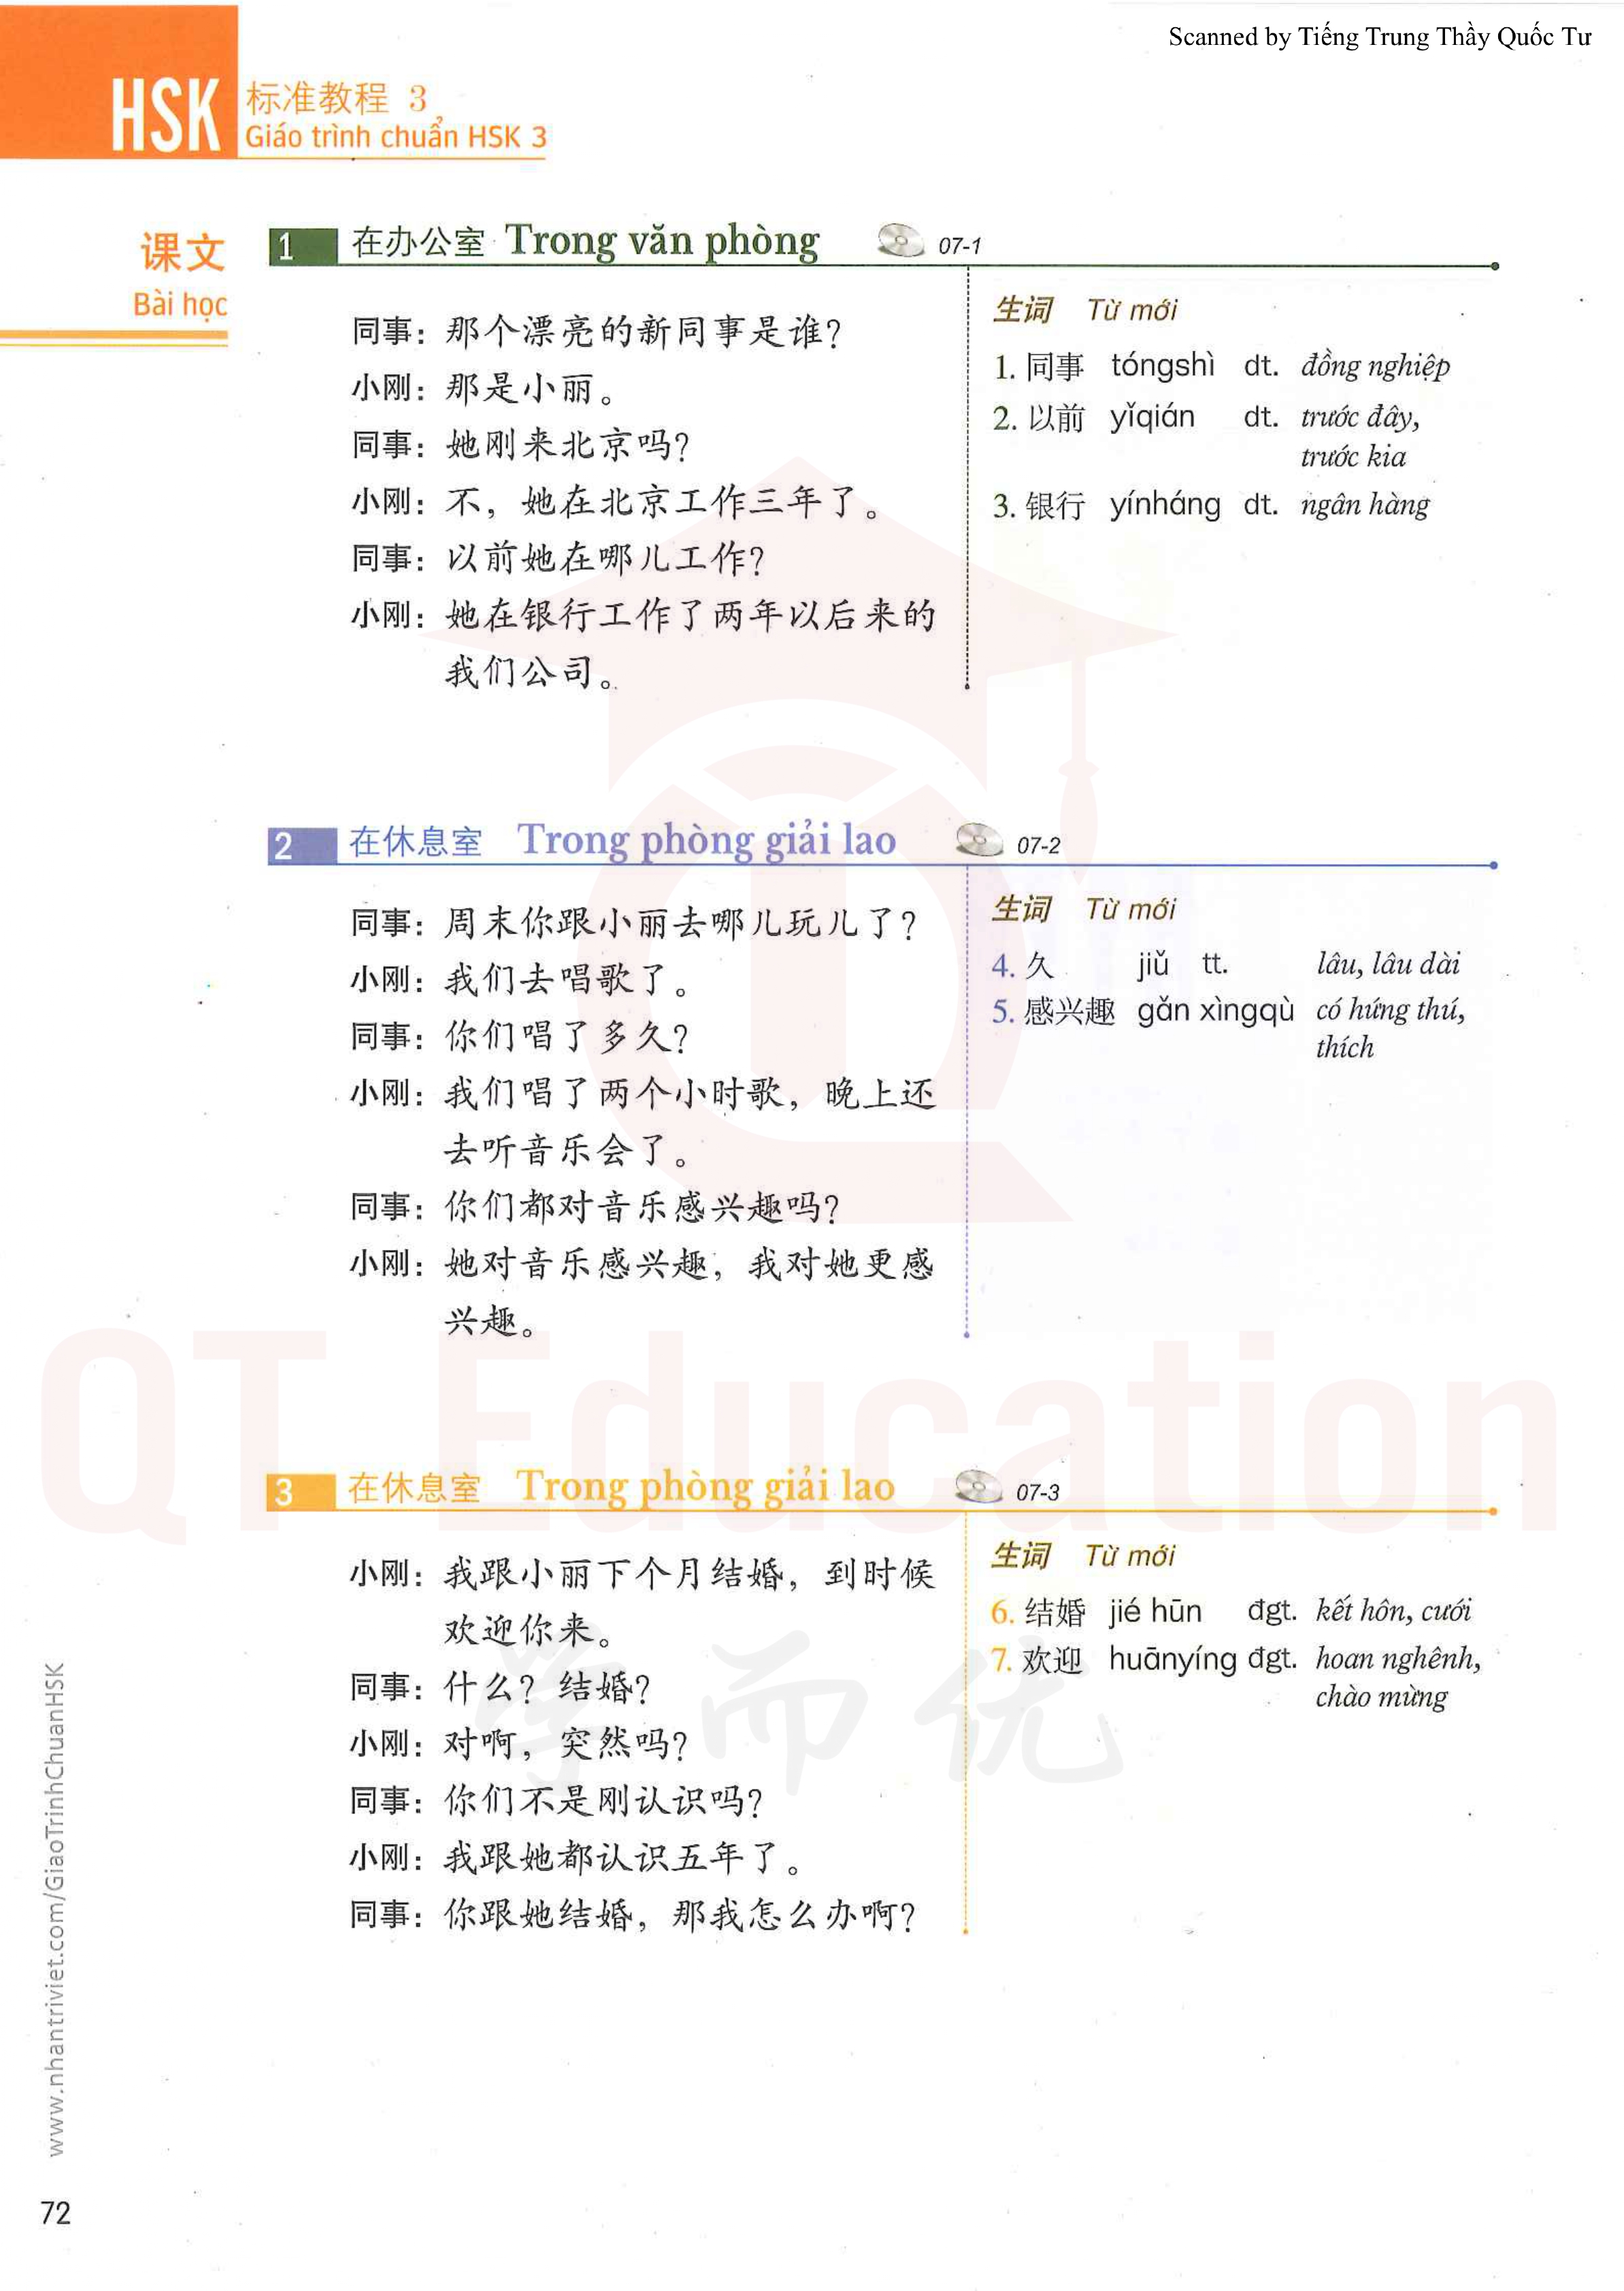 Scanned by Tiếng Trung Thầy Quốc Tư
HSK
标准教程 3
Giáo trình chuẩn HSK 3
课文
Bài học
1 在办公室 Trong văn phòng 07-1
同事：那个漂亮的新同事是谁？
小刚：那是小丽。
同事：她刚来北京吗？
小刚：不，她在北京工作三年了。
同事：以前她在哪儿工作？
小刚：她在银行工作了两年以后来的
我们公司。
生词 Từ mới
1. 同事 tóngshì dt. đồng nghiệp
2. 以前 yǐqián dt. trước đây,
trước kia
3. 银行 yínháng dt. ngân hàng
2 在休息室 Trong phòng giải lao 07-2
同事：周末你跟小丽去哪儿玩儿了？
小刚：我们去唱歌了。
同事：你们唱了多久？
小刚：我们唱了两个小时歌，晚上还
去听音乐会了。
同事：你们都对音乐感兴趣吗？
小刚：她对音乐感兴趣，我对她更感
兴趣。
生词 Từ mới
4. 久 jiǔ tt. lâu, lâu dài
5. 感兴趣 gǎn xìngqù có hứng thú,
thích
3 在休息室 Trong phòng giải lao 07-3
小刚：我跟小丽下个月结婚，到时候
欢迎你来。
同事：什么？结婚？
小刚：对啊，突然吗？
同事：你们不是刚认识吗？
小刚：我跟她都认识五年了。
同事：你跟她结婚，那我怎么办啊？
生词 Từ mới
6. 结婚 jié hūn đgt. kết hôn, cưới
7. 欢迎 huānyíng đgt. hoan nghênh,
chào mừng
QT Education
学而优
www.nhantriviet.com/GiaoTrinhChuanHSK
72